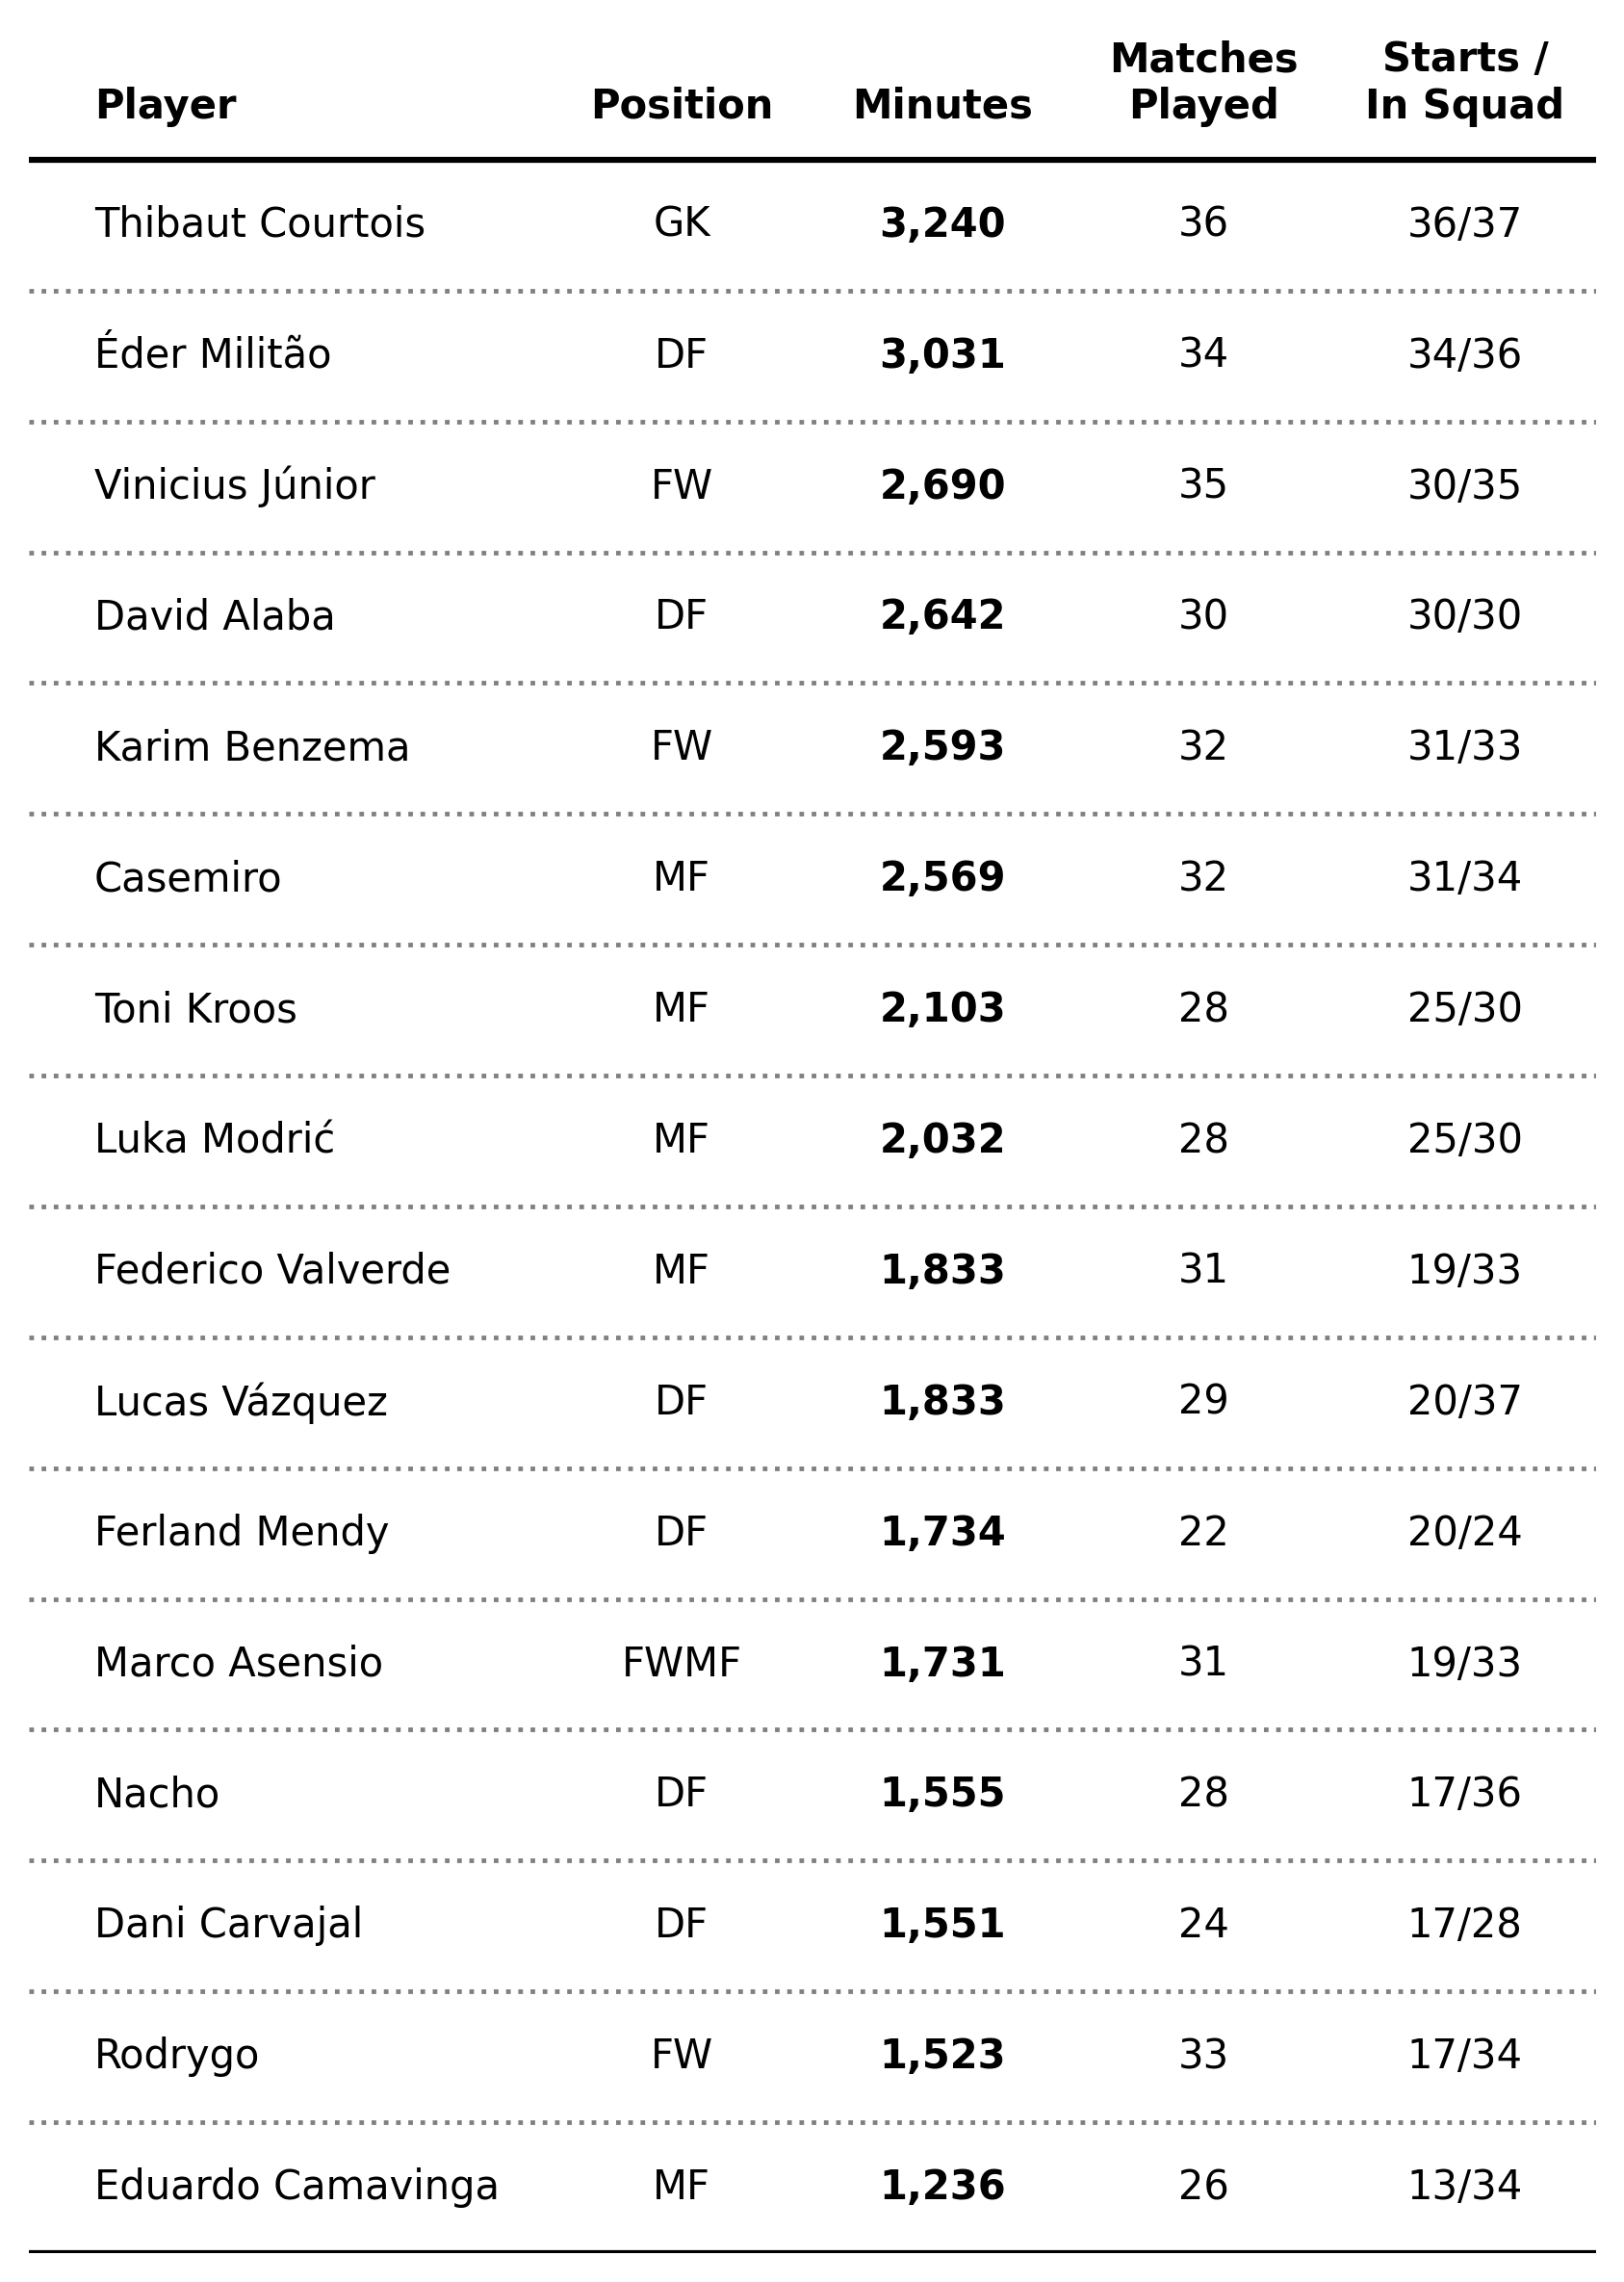 Player Position Minutes Matches Played Starts / In Squad
Thibaut Courtois GK 3,240 36 36/37
Éder Militão DF 3,031 34 34/36
Vinicius Júnior FW 2,690 35 30/35
David Alaba DF 2,642 30 30/30
Karim Benzema FW 2,593 32 31/33
Casemiro MF 2,569 32 31/34
Toni Kroos MF 2,103 28 25/30
Luka Modrić MF 2,032 28 25/30
Federico Valverde MF 1,833 31 19/33
Lucas Vázquez DF 1,833 29 20/37
Ferland Mendy DF 1,734 22 20/24
Marco Asensio FWMF 1,731 31 19/33
Nacho DF 1,555 28 17/36
Dani Carvajal DF 1,551 24 17/28
Rodrygo FW 1,523 33 17/34
Eduardo Camavinga MF 1,236 26 13/34